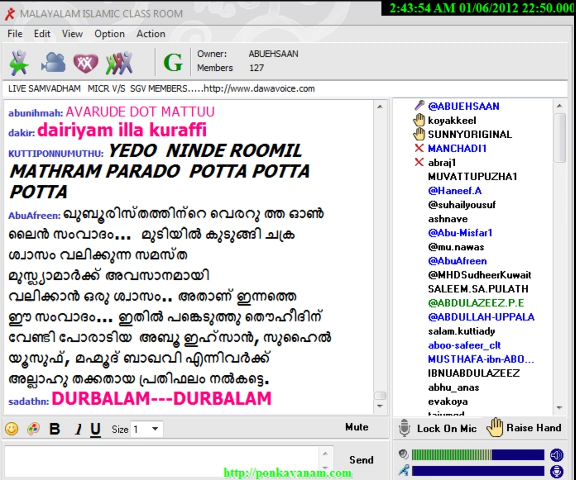 2:43:54 AM 01/06/2012 22:50.000
MALAYALAM ISLAMIC CLASS ROOM
File Edit View Option Action
G
Owner: ABUEHSAAN
Members 127
LIVE SAMVADHAM MICR V/S SGV MEMBERS.....http://www.dawavoice.com
abunihmah: AVARUDE DOT MATTUU
dakir: dairiyam illa kuraffi
KUTTIPONNUMUTHU: YEDO NINDE ROOMIL
MATHRAM PARADO POTTA POTTA
POTTA
AbuAfreen: ഖുബൂരിസ്തത്തിന്റെ വെരറു ത്ത ഓൺ
ലൈൻ സംവാദം... മുടിയിൽ കുടുങ്ങി ചക്ര
ശ്വാസം വലിക്കുന്ന സമസ്ത
മുസ്ല്യാമാർക്ക് അവസാനമായി
വലിക്കാൻ ഒരു ശ്വാസം.. അതാണ് ഇന്നത്തെ
ഈ സംവാദം... ഇതിൽ പങ്കെടുത്തു തൌഹീദിന്
വേണ്ടി പോരാടിയ അബൂ ഇഹ്സാൻ, സുഹൈൽ
യൂസുഫ്, മഹ്മൂദ് ബാഖവി എന്നിവർക്ക്
അല്ലാഹു തക്കതായ പ്രതിഫലം നൽകട്ടെ.
sadathn: DURBALAM---DURBALAM
@ABUEHSAAN
koyakkeel
SUNNYORIGINAL
MANCHADI1
abraj1
MUVATTUPUZHA1
@Haneef.A
@suhailyousuf
ashnave
@Abu-Misfar1
@mu.nawas
@AbuAfreen
@MHDSudheerKuwait
SALEEM.SA.PULATH
@ABDULAZEEZ.P.E
@ABDULLAH-UPPALA
salam.kuttiady
aboo-safeer_clt
MUSTHAFA-ibn-ABO...
IBNUABDULAZEEZ
abhu_anas
evakoya
B I U Size 1 Mute
Lock On Mic Raise Hand
Send
http://ponkavanam.com